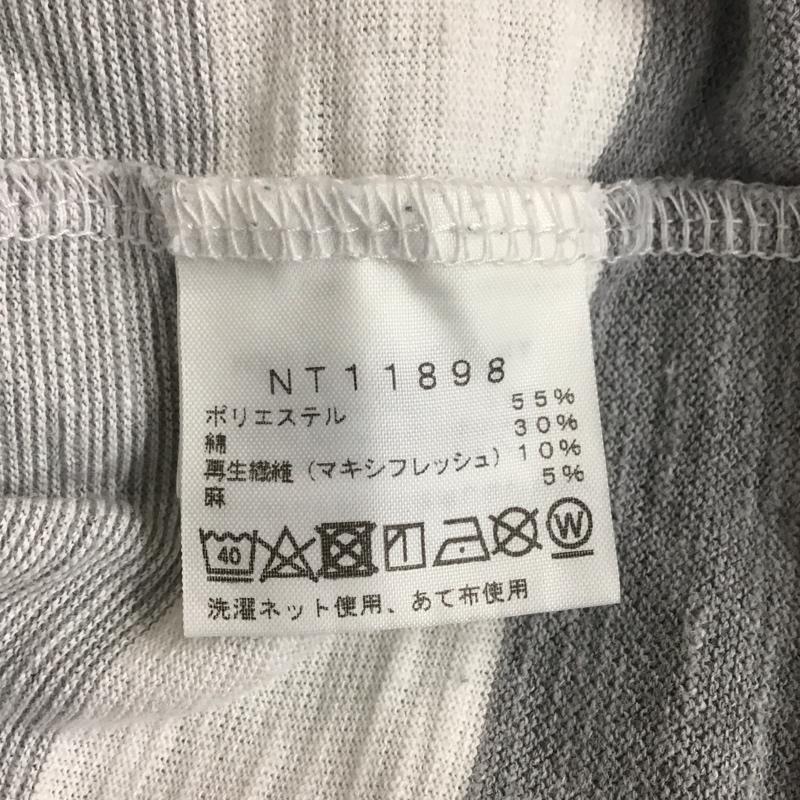 NT11898
ポリエステル 55%
綿 30%
再生繊維(マキシフレッシュ) 10%
麻 5%
40 W
洗濯ネット使用、あて布使用